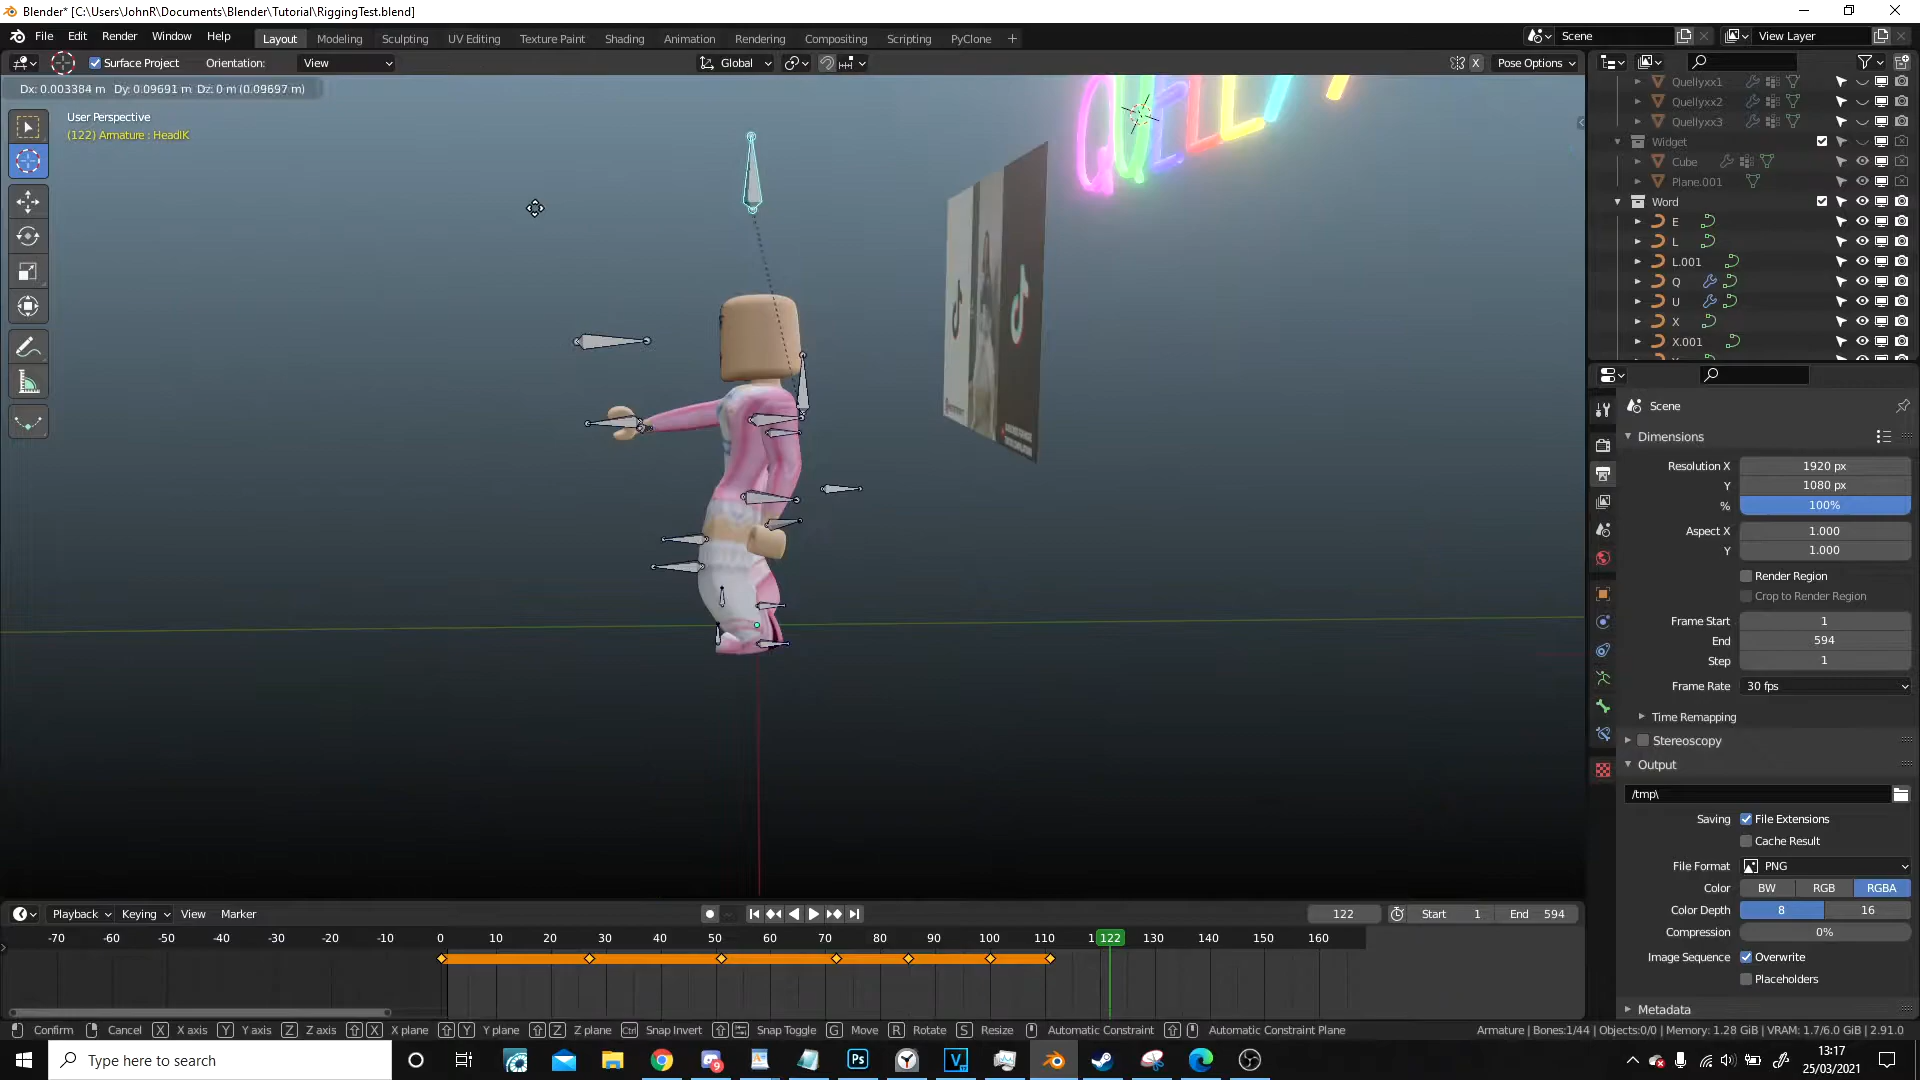 Blender* [C:\Users\JohnR\Documents\Blender\Tutorial\RiggingTest.blend]
File Edit Render Window Help Layout Modeling Sculpting UV Editing Texture Paint Shading Animation Rendering Compositing Scripting PyClone + Scene View Layer
Surface Project Orientation: View Global X Pose Options
Dx: 0.003384 m Dy: 0.09691 m Dz: 0 m (0.09697 m)
User Perspective
(122) Armature : HeadIK
QUELLY
Quellyxx1
Quellyxx2
Quellyxx3
Widget
Cube
Plane.001
Word
E
L
L.001
Q
U
X
X.001
Scene
Dimensions
Resolution X 1920 px
Y 1080 px
% 100%
Aspect X 1.000
Y 1.000
Render Region
Crop to Render Region
Frame Start 1
End 594
Step 1
Frame Rate 30 fps
Time Remapping
Stereoscopy
Output
/tmp\
Saving File Extensions
Cache Result
File Format PNG
Color BW RGB RGBA
Color Depth 8 16
Compression 0%
Image Sequence Overwrite
Placeholders
Metadata
Playback Keying View Marker 122 Start 1 End 594
-70 -60 -50 -40 -30 -20 -10 0 10 20 30 40 50 60 70 80 90 100 110 122 130 140 150 160
Confirm Cancel X X axis Y Y axis Z Z axis X X plane Y Y plane Z Z plane Ctrl Snap Invert Snap Toggle G Move R Rotate S Resize Automatic Constraint Automatic Constraint Plane Armature | Bones:1/44 | Objects:0/0 | Memory: 1.28 GiB | VRAM: 1.7/6.0 GiB | 2.91.0
Type here to search 9 Ps V 13:17
25/03/2021